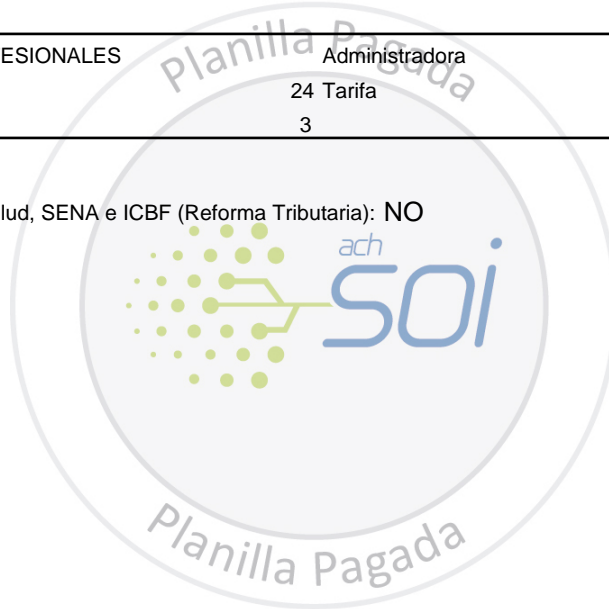 Planilla Pagada
ESIONALES Administradora
24 Tarifa
3
lud, SENA e ICBF (Reforma Tributaria): NO
ach
SOI
Planilla Pagada